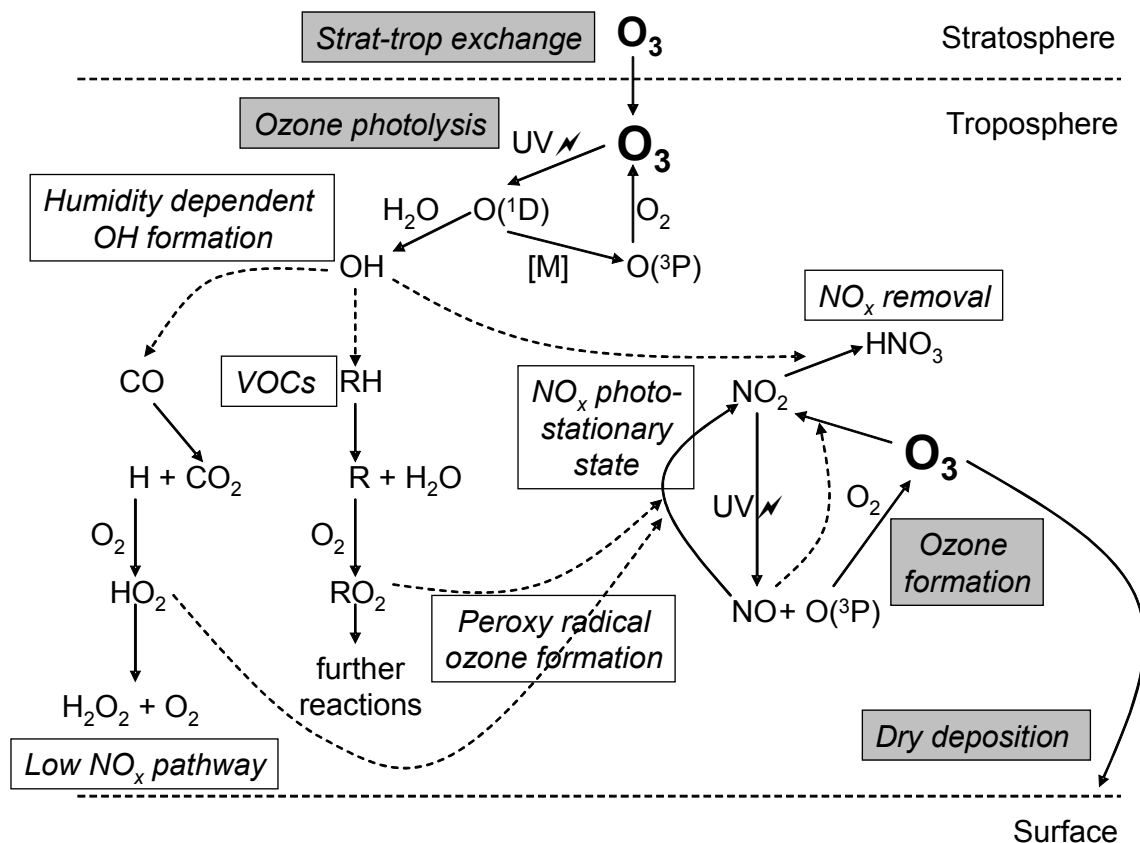 Strat-trop exchange
O₃
Stratosphere
Ozone photolysis
O₃
Troposphere
UV
Humidity dependent
OH formation
H₂O
O(¹D)
O₂
OH
[M]
O(³P)
NOₓ removal
HNO₃
CO
VOCs
RH
NOₓ photo-
stationary
state
NO₂
O₃
H + CO₂
R + H₂O
UV
O₂
O₂
O₂
Ozone
formation
HO₂
RO₂
NO+ O(³P)
Peroxy radical
ozone formation
further
reactions
H₂O₂ + O₂
Low NOₓ pathway
Dry deposition
Surface